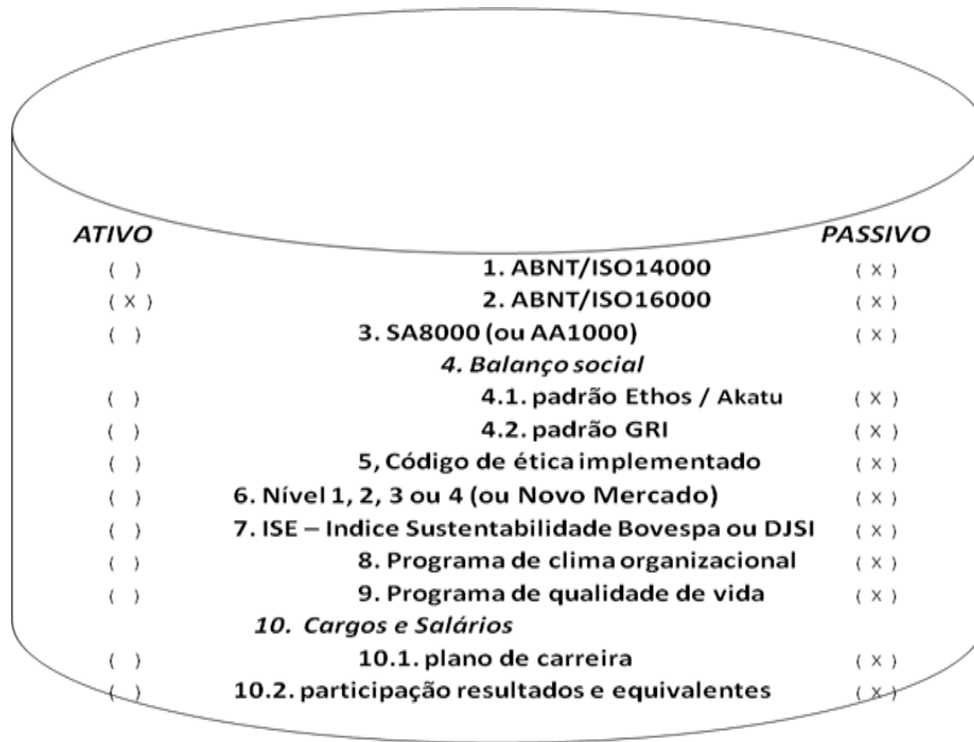 ATIVO PASSIVO
( ) 1. ABNT/ISO14000 ( X )
( X ) 2. ABNT/ISO16000 ( X )
( ) 3. SA8000 (ou AA1000) ( X )
4. Balanço social
( ) 4.1. padrão Ethos / Akatu ( X )
( ) 4.2. padrão GRI ( X )
( ) 5, Código de ética implementado ( X )
( ) 6. Nível 1, 2, 3 ou 4 (ou Novo Mercado) ( X )
( ) 7. ISE – Indice Sustentabilidade Bovespa ou DJSI ( X )
( ) 8. Programa de clima organizacional ( X )
( ) 9. Programa de qualidade de vida ( X )
10. Cargos e Salários
( ) 10.1. plano de carreira ( X )
( ) 10.2. participação resultados e equivalentes ( X )